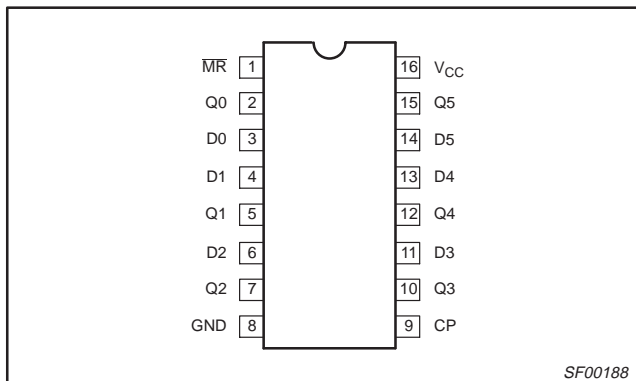 M̅R̅ 1 16 VCC
Q0 2 15 Q5
D0 3 14 D5
D1 4 13 D4
Q1 5 12 Q4
D2 6 11 D3
Q2 7 10 Q3
GND 8 9 CP
SF00188